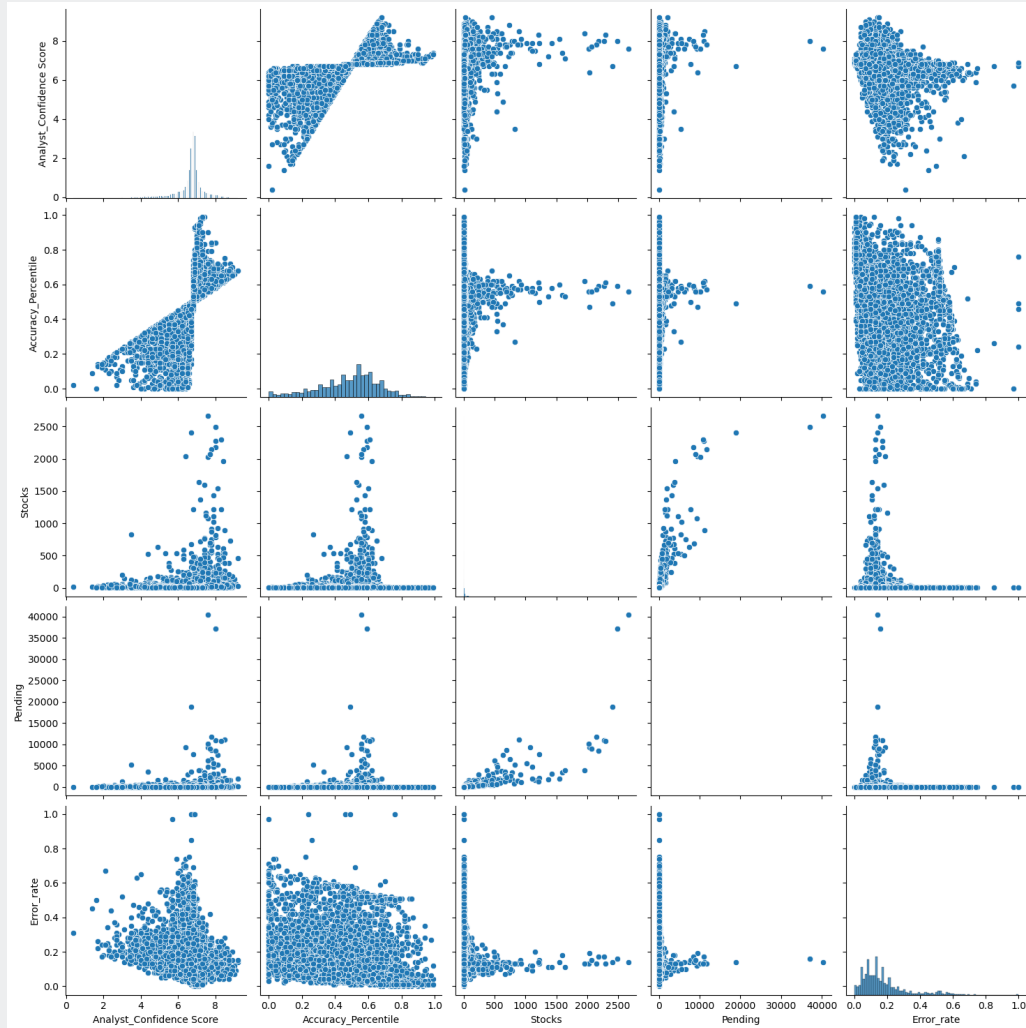 8
6
4
2
0
Analyst_Confidence Score
1.0
0.8
0.6
0.4
0.2
0.0
Accuracy_Percentile
2500
2000
1500
1000
500
0
Stocks
40000
35000
30000
25000
20000
15000
10000
5000
0
Pending
1.0
0.8
0.6
0.4
0.2
0.0
Error_rate
0 2 4 6 8
0.0 0.2 0.4 0.6 0.8 1.0
0 500 1000 1500 2000 2500
0 10000 20000 30000 40000
0.0 0.2 0.4 0.6 0.8 1.0
Analyst_Confidence Score Accuracy_Percentile Stocks Pending Error_rate